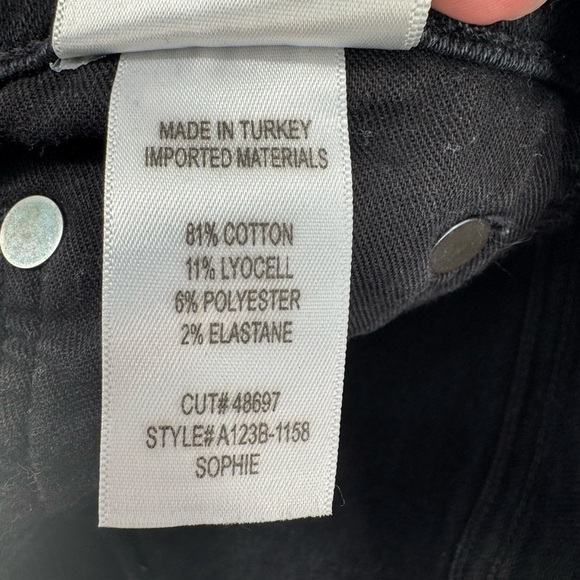 MADE IN TURKEY
IMPORTED MATERIALS
81% COTTON
11% LYOCELL
6% POLYESTER
2% ELASTANE
CUT# 48697
STYLE# A123B-1158
SOPHIE